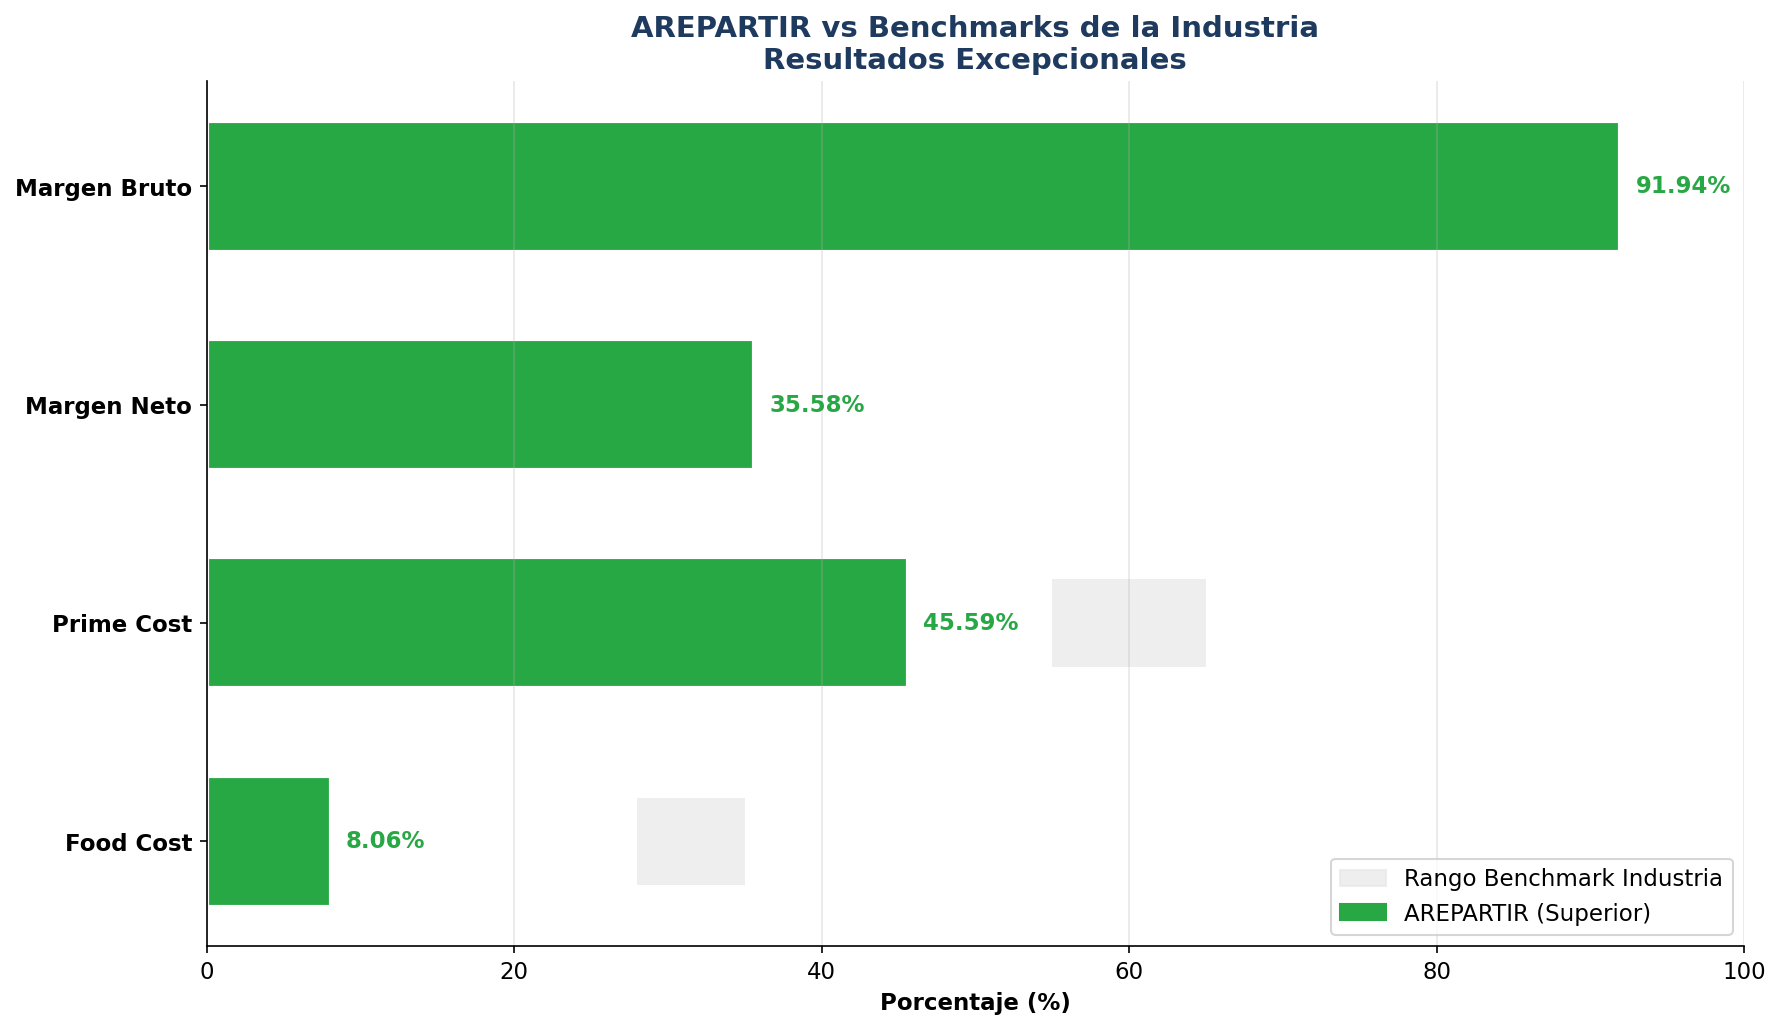 AREPARTIR vs Benchmarks de la Industria
Resultados Excepcionales
Margen Bruto
91.94%
Margen Neto
35.58%
Prime Cost
45.59%
Food Cost
8.06%
Rango Benchmark Industria
AREPARTIR (Superior)
0 20 40 60 80 100
Porcentaje (%)